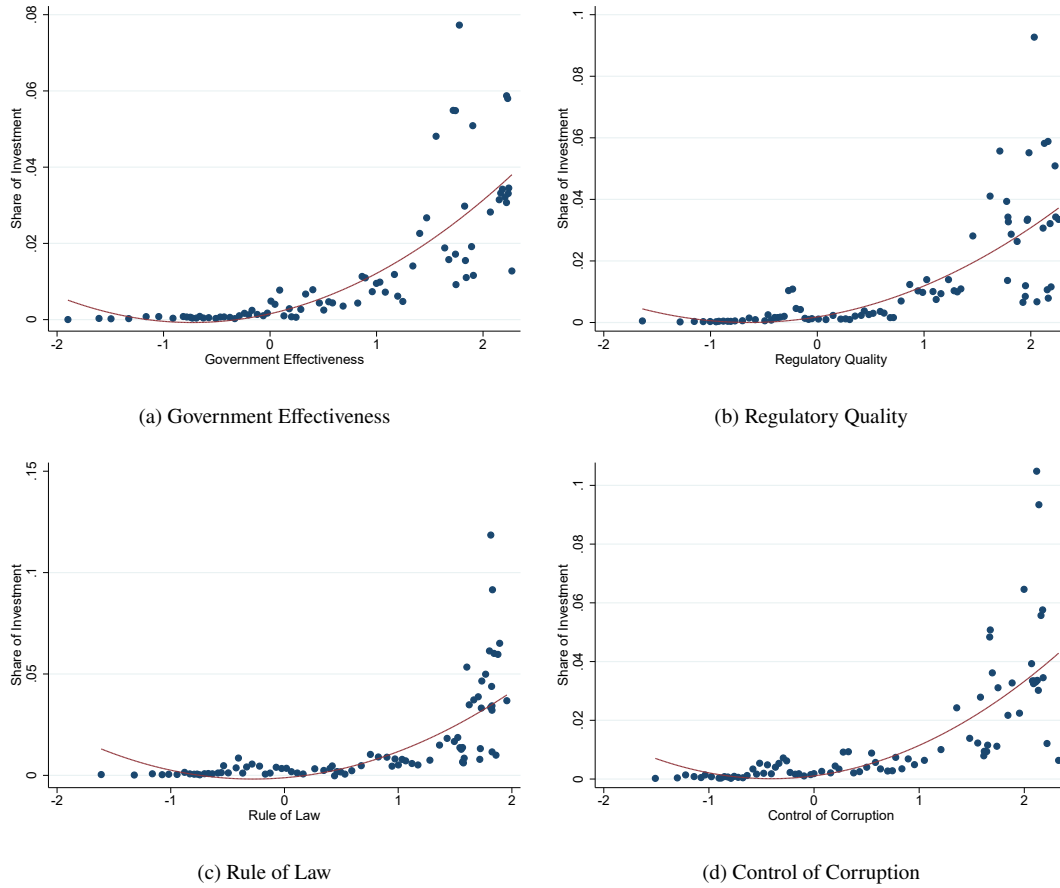 Share of Investment
0 .02 .04 .06 .08
-2 -1 0 1 2
Government Effectiveness
(a) Government Effectiveness
Share of Investment
0 .02 .04 .06 .08 .1
-2 -1 0 1 2
Regulatory Quality
(b) Regulatory Quality
Share of Investment
0 .05 .1 .15
-2 -1 0 1 2
Rule of Law
(c) Rule of Law
Share of Investment
0 .02 .04 .06 .08 .1
-2 -1 0 1 2
Control of Corruption
(d) Control of Corruption